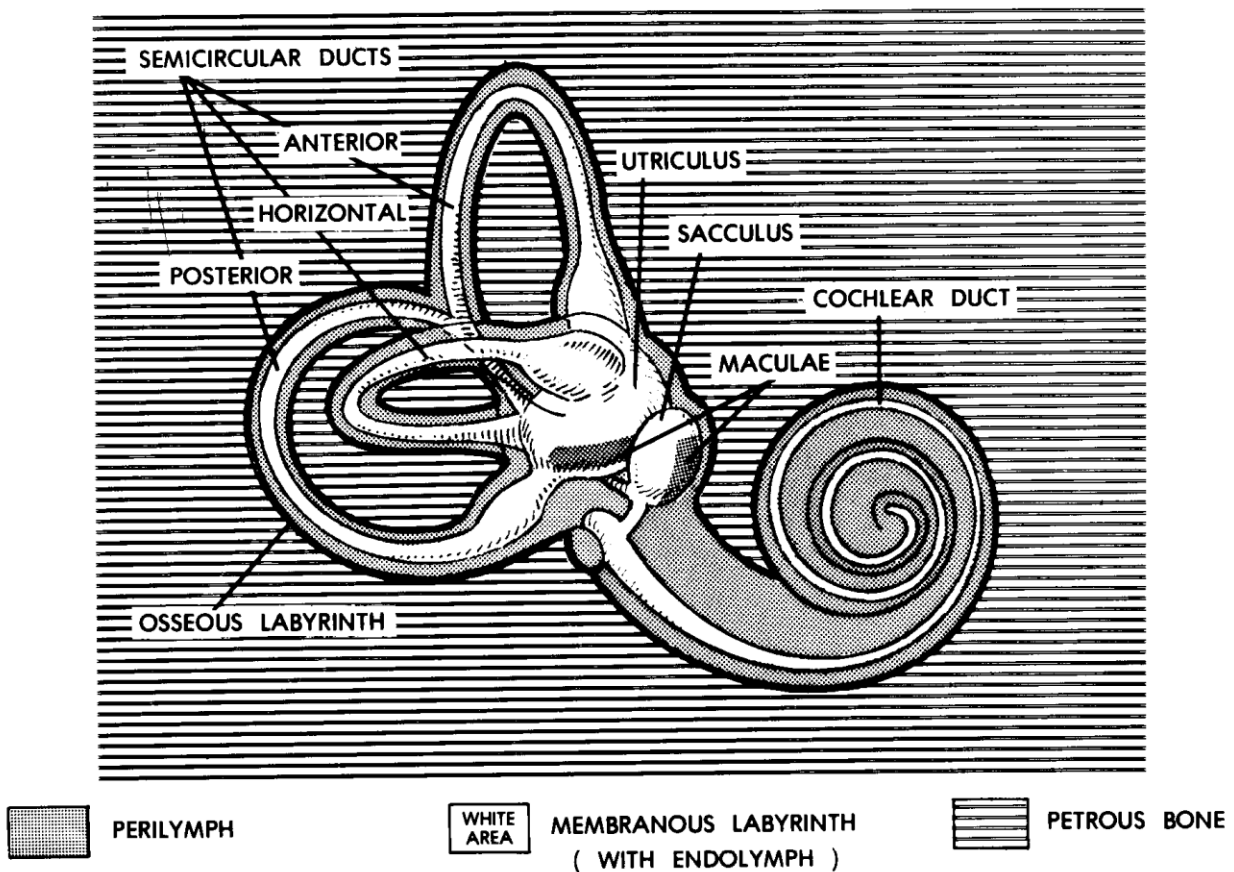 SEMICIRCULAR DUCTS
ANTERIOR
UTRICULUS
HORIZONTAL
SACCULUS
POSTERIOR
COCHLEAR DUCT
MACULAE
OSSEOUS LABYRINTH
PERILYMPH
WHITE
AREA
MEMBRANOUS LABYRINTH
( WITH ENDOLYMPH )
PETROUS BONE